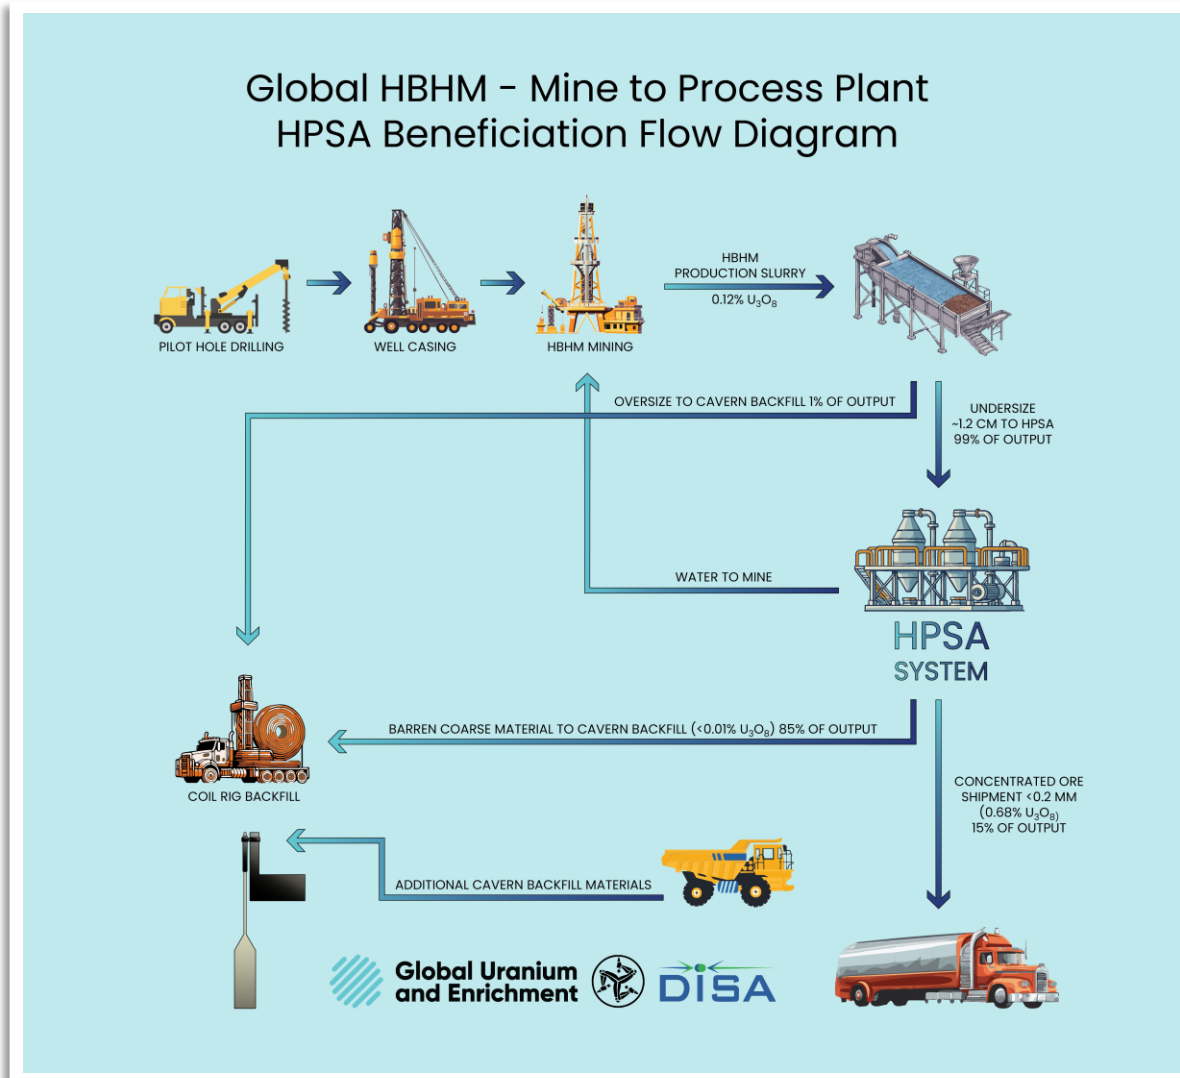 Global HBHM - Mine to Process Plant
HPSA Beneficiation Flow Diagram
PILOT HOLE DRILLING
WELL CASING
HBHM MINING
HBHM
PRODUCTION SLURRY
0.12% U₃O₈
OVERSIZE TO CAVERN BACKFILL 1% OF OUTPUT
UNDERSIZE
~1.2 CM TO HPSA
99% OF OUTPUT
WATER TO MINE
HPSA
SYSTEM
BARREN COARSE MATERIAL TO CAVERN BACKFILL (<0.01% U₃O₈) 85% OF OUTPUT
COIL RIG BACKFILL
CONCENTRATED ORE
SHIPMENT <0.2 MM
(0.68% U₃O₈)
15% OF OUTPUT
ADDITIONAL CAVERN BACKFILL MATERIALS
Global Uranium
and Enrichment
DISA